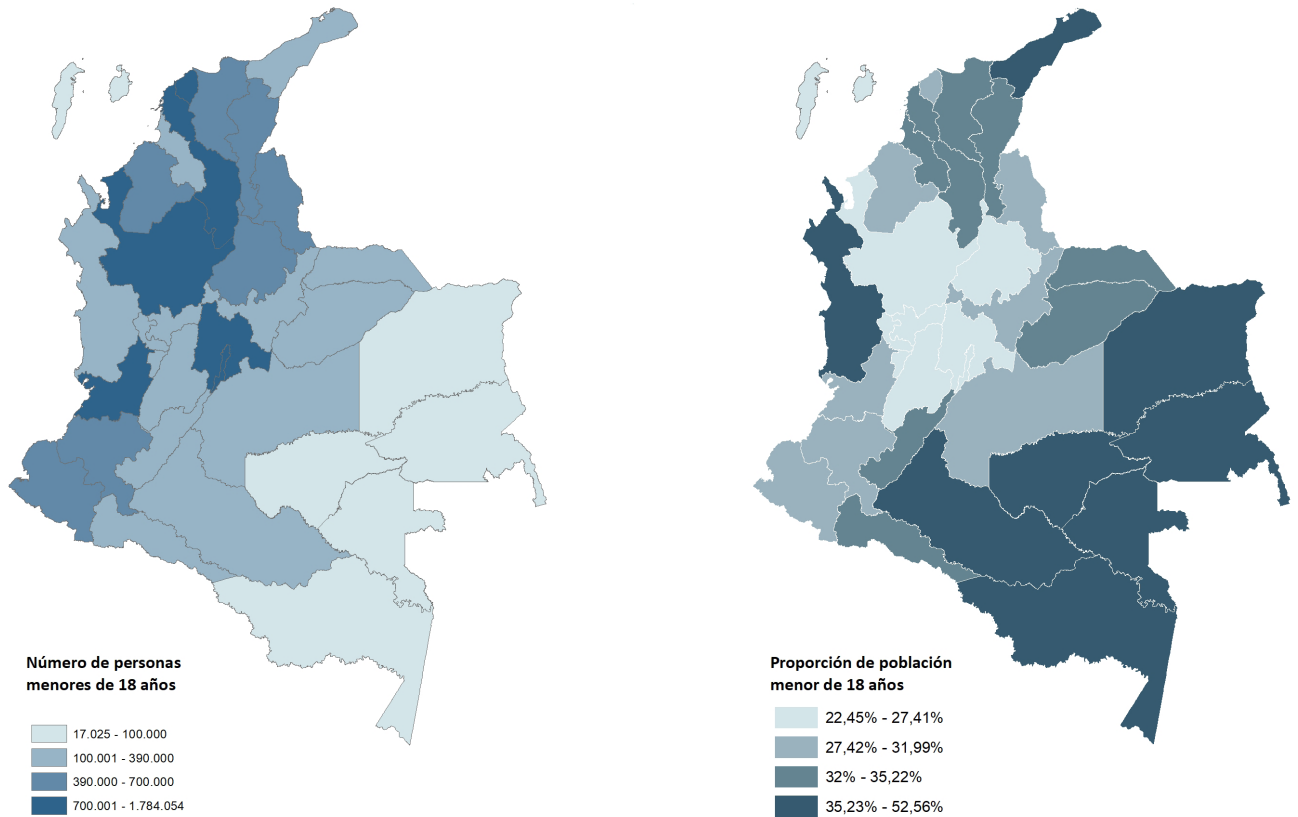 Número de personas
menores de 18 años
17.025 - 100.000
100.001 - 390.000
390.000 - 700.000
700.001 - 1.784.054
Proporción de población
menor de 18 años
22,45% - 27,41%
27,42% - 31,99%
32% - 35,22%
35,23% - 52,56%